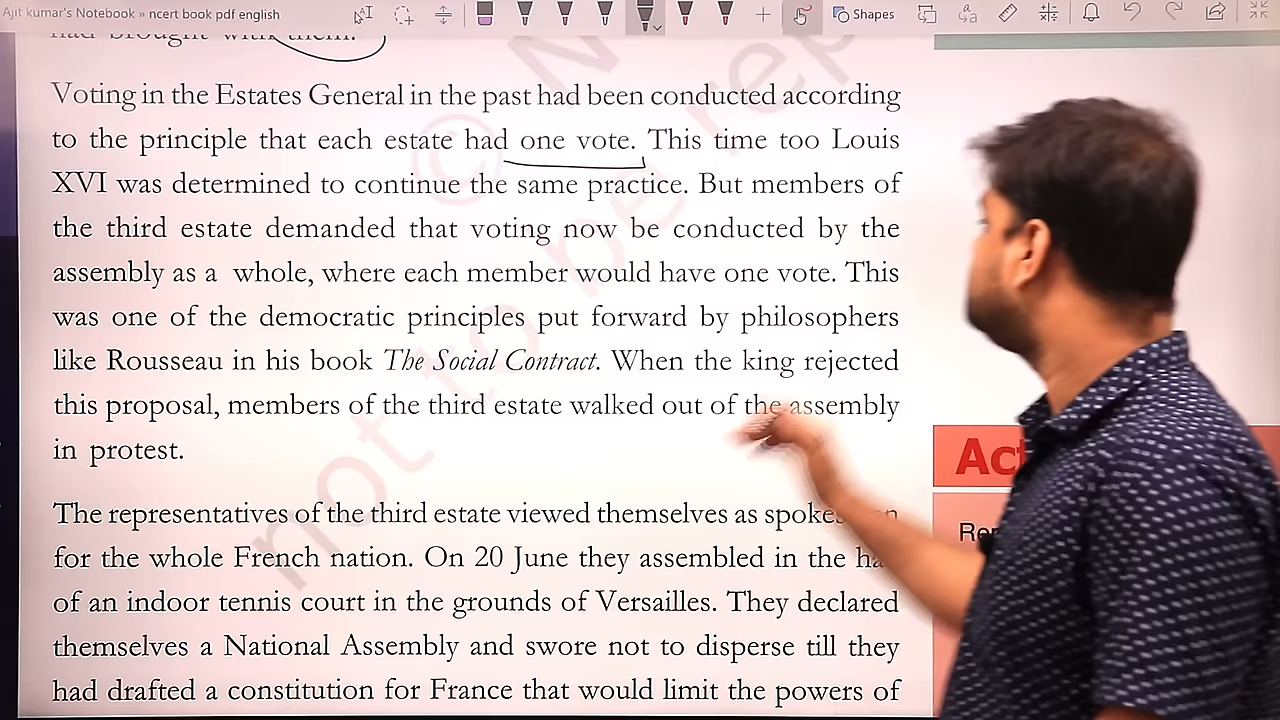 Ajit kumar's Notebook » ncert book pdf english
Shapes
had brought with them.
Voting in the Estates General in the past had been conducted according
to the principle that each estate had one vote. This time too Louis
XVI was determined to continue the same practice. But members of
the third estate demanded that voting now be conducted by the
assembly as a whole, where each member would have one vote. This
was one of the democratic principles put forward by philosophers
like Rousseau in his book The Social Contract. When the king rejected
this proposal, members of the third estate walked out of the assembly
in protest.
Act
The representatives of the third estate viewed themselves as spokes
for the whole French nation. On 20 June they assembled in the
of an indoor tennis court in the grounds of Versailles. They declared
themselves a National Assembly and swore not to disperse till they
had drafted a constitution for France that would limit the powers of
© N
not to be rep